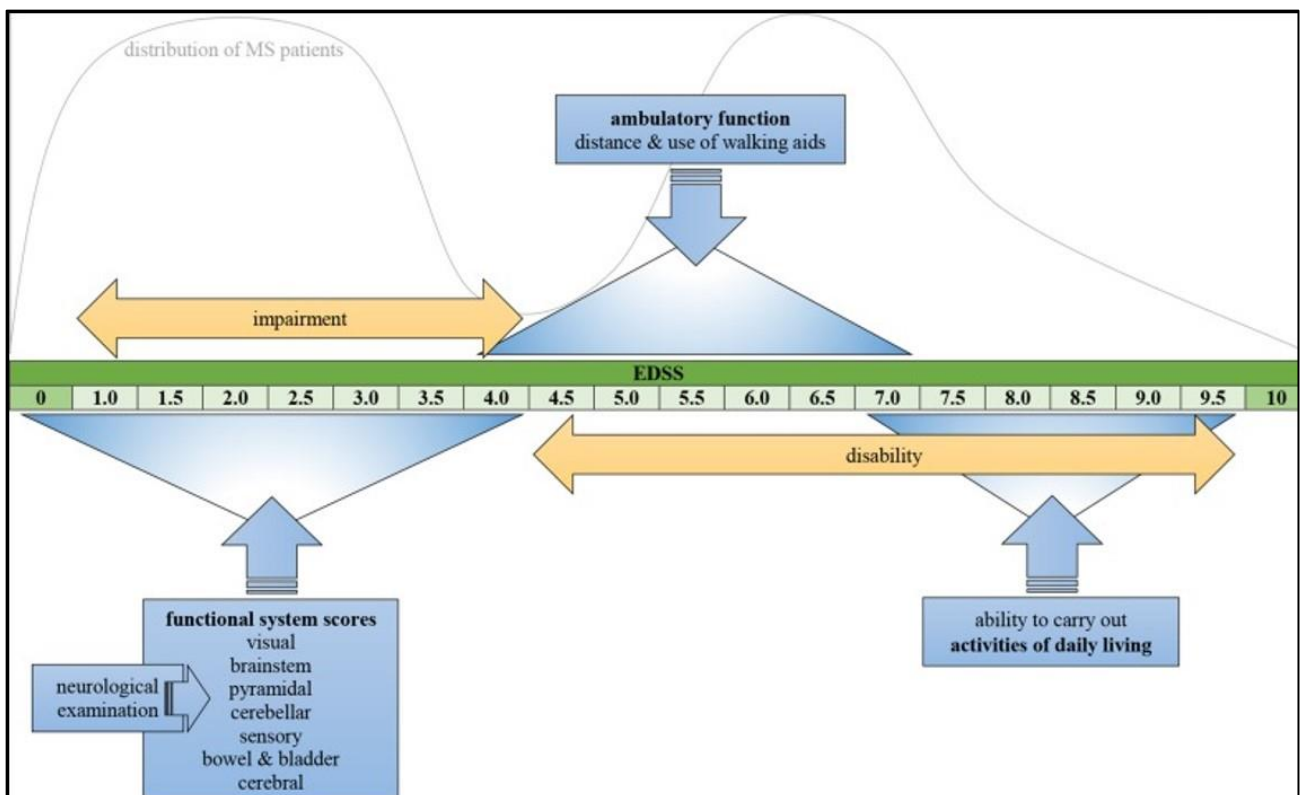 distribution of MS patients
ambulatory function
distance & use of walking aids
impairment
EDSS
0 1.0 1.5 2.0 2.5 3.0 3.5 4.0 4.5 5.0 5.5 6.0 6.5 7.0 7.5 8.0 8.5 9.0 9.5 10
disability
functional system scores
visual
brainstem
pyramidal
cerebellar
sensory
bowel & bladder
cerebral
neurological
examination
ability to carry out
activities of daily living